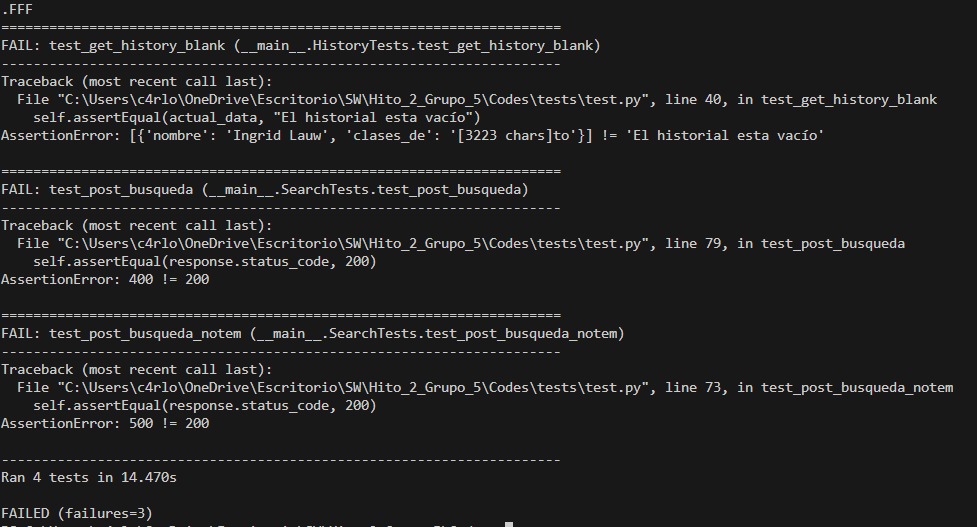 .FFF
======================================================================
FAIL: test_get_history_blank (__main__.HistoryTests.test_get_history_blank)
----------------------------------------------------------------------
Traceback (most recent call last):
  File "C:\Users\c4rlo\OneDrive\Escritorio\SW\Hito_2_Grupo_5\Codes\tests\test.py", line 40, in test_get_history_blank
    self.assertEqual(actual_data, "El historial esta vacío")
AssertionError: [{'nombre': 'Ingrid Lauw', 'clases_de': '[3223 chars]to'}] != 'El historial esta vacío'

======================================================================
FAIL: test_post_busqueda (__main__.SearchTests.test_post_busqueda)
----------------------------------------------------------------------
Traceback (most recent call last):
  File "C:\Users\c4rlo\OneDrive\Escritorio\SW\Hito_2_Grupo_5\Codes\tests\test.py", line 79, in test_post_busqueda
    self.assertEqual(response.status_code, 200)
AssertionError: 400 != 200

======================================================================
FAIL: test_post_busqueda_notem (__main__.SearchTests.test_post_busqueda_notem)
----------------------------------------------------------------------
Traceback (most recent call last):
  File "C:\Users\c4rlo\OneDrive\Escritorio\SW\Hito_2_Grupo_5\Codes\tests\test.py", line 73, in test_post_busqueda_notem
    self.assertEqual(response.status_code, 200)
AssertionError: 500 != 200

----------------------------------------------------------------------
Ran 4 tests in 14.470s

FAILED (failures=3)